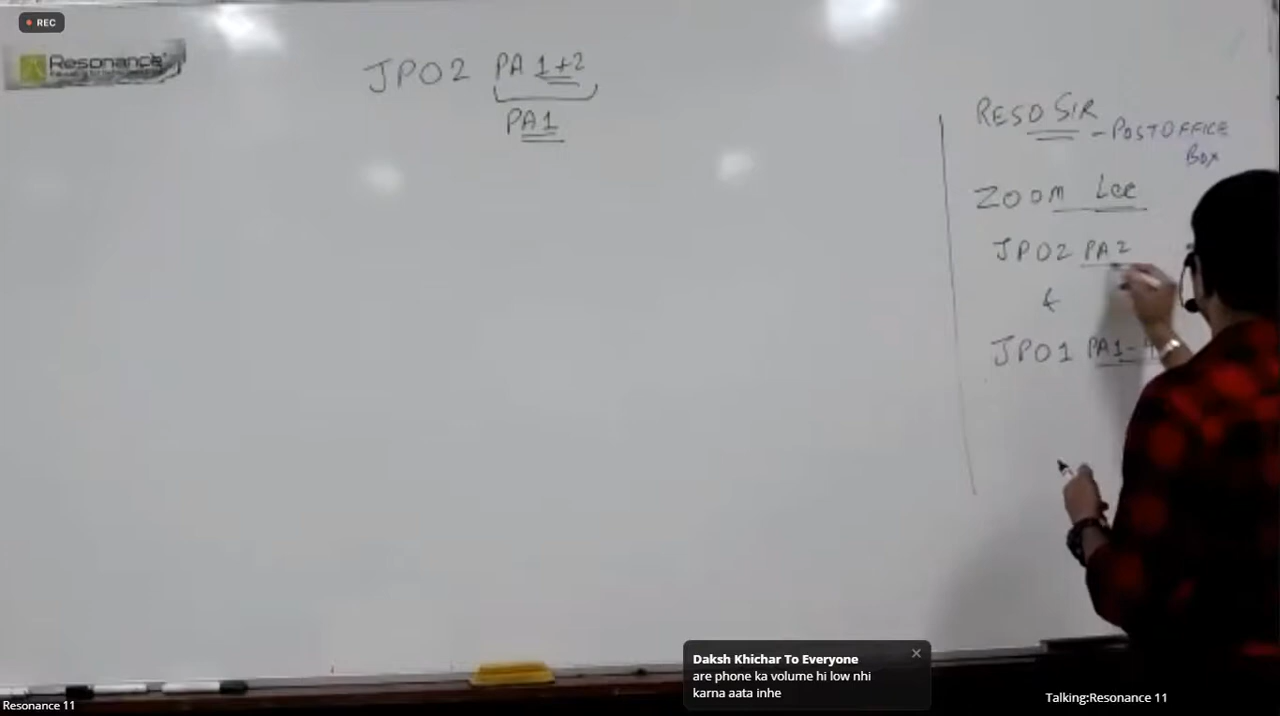 REC
Resonance®
JPO2 PA 1+2
PA1
RESO SIR
- POSTOFFICE
BOX
ZOOM Lec
JPO2 PA2
&
JPO1 PA1-
Daksh Khichar To Everyone
are phone ka volume hi low nhi
karna aata inhe
Resonance 11
Talking:Resonance 11